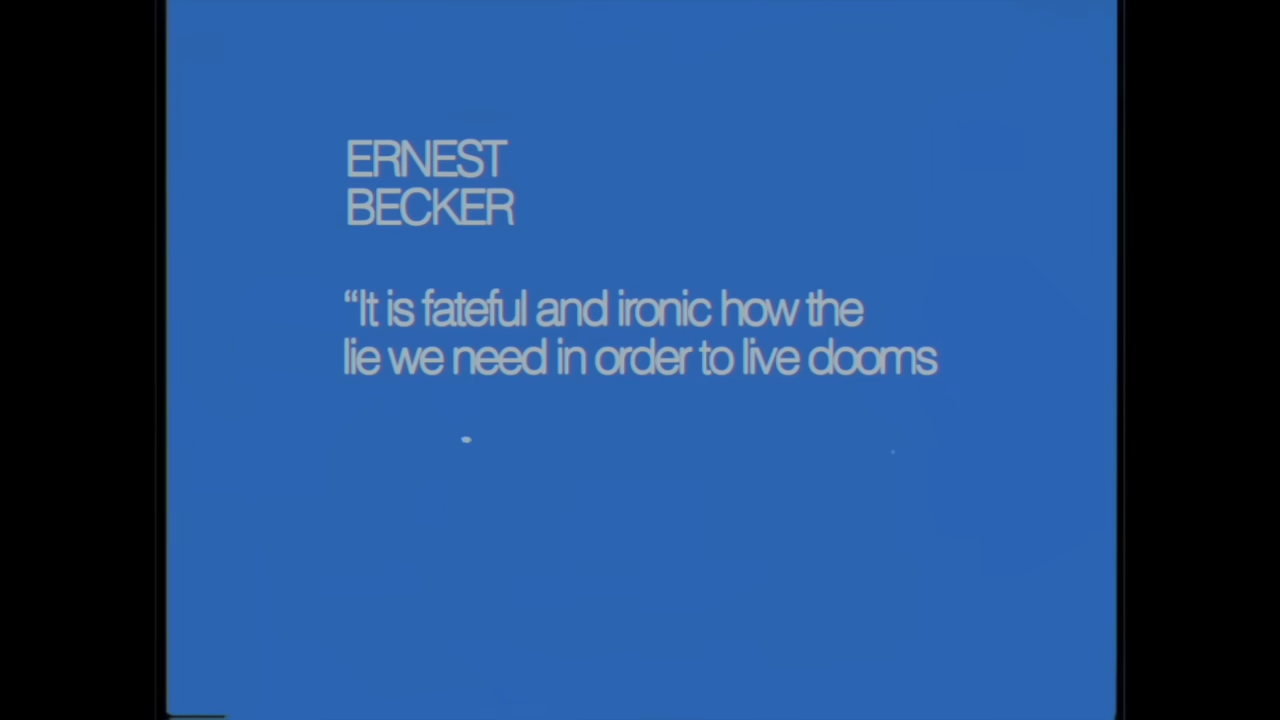 ERNEST
BECKER
“It is fateful and ironic how the
lie we need in order to live dooms